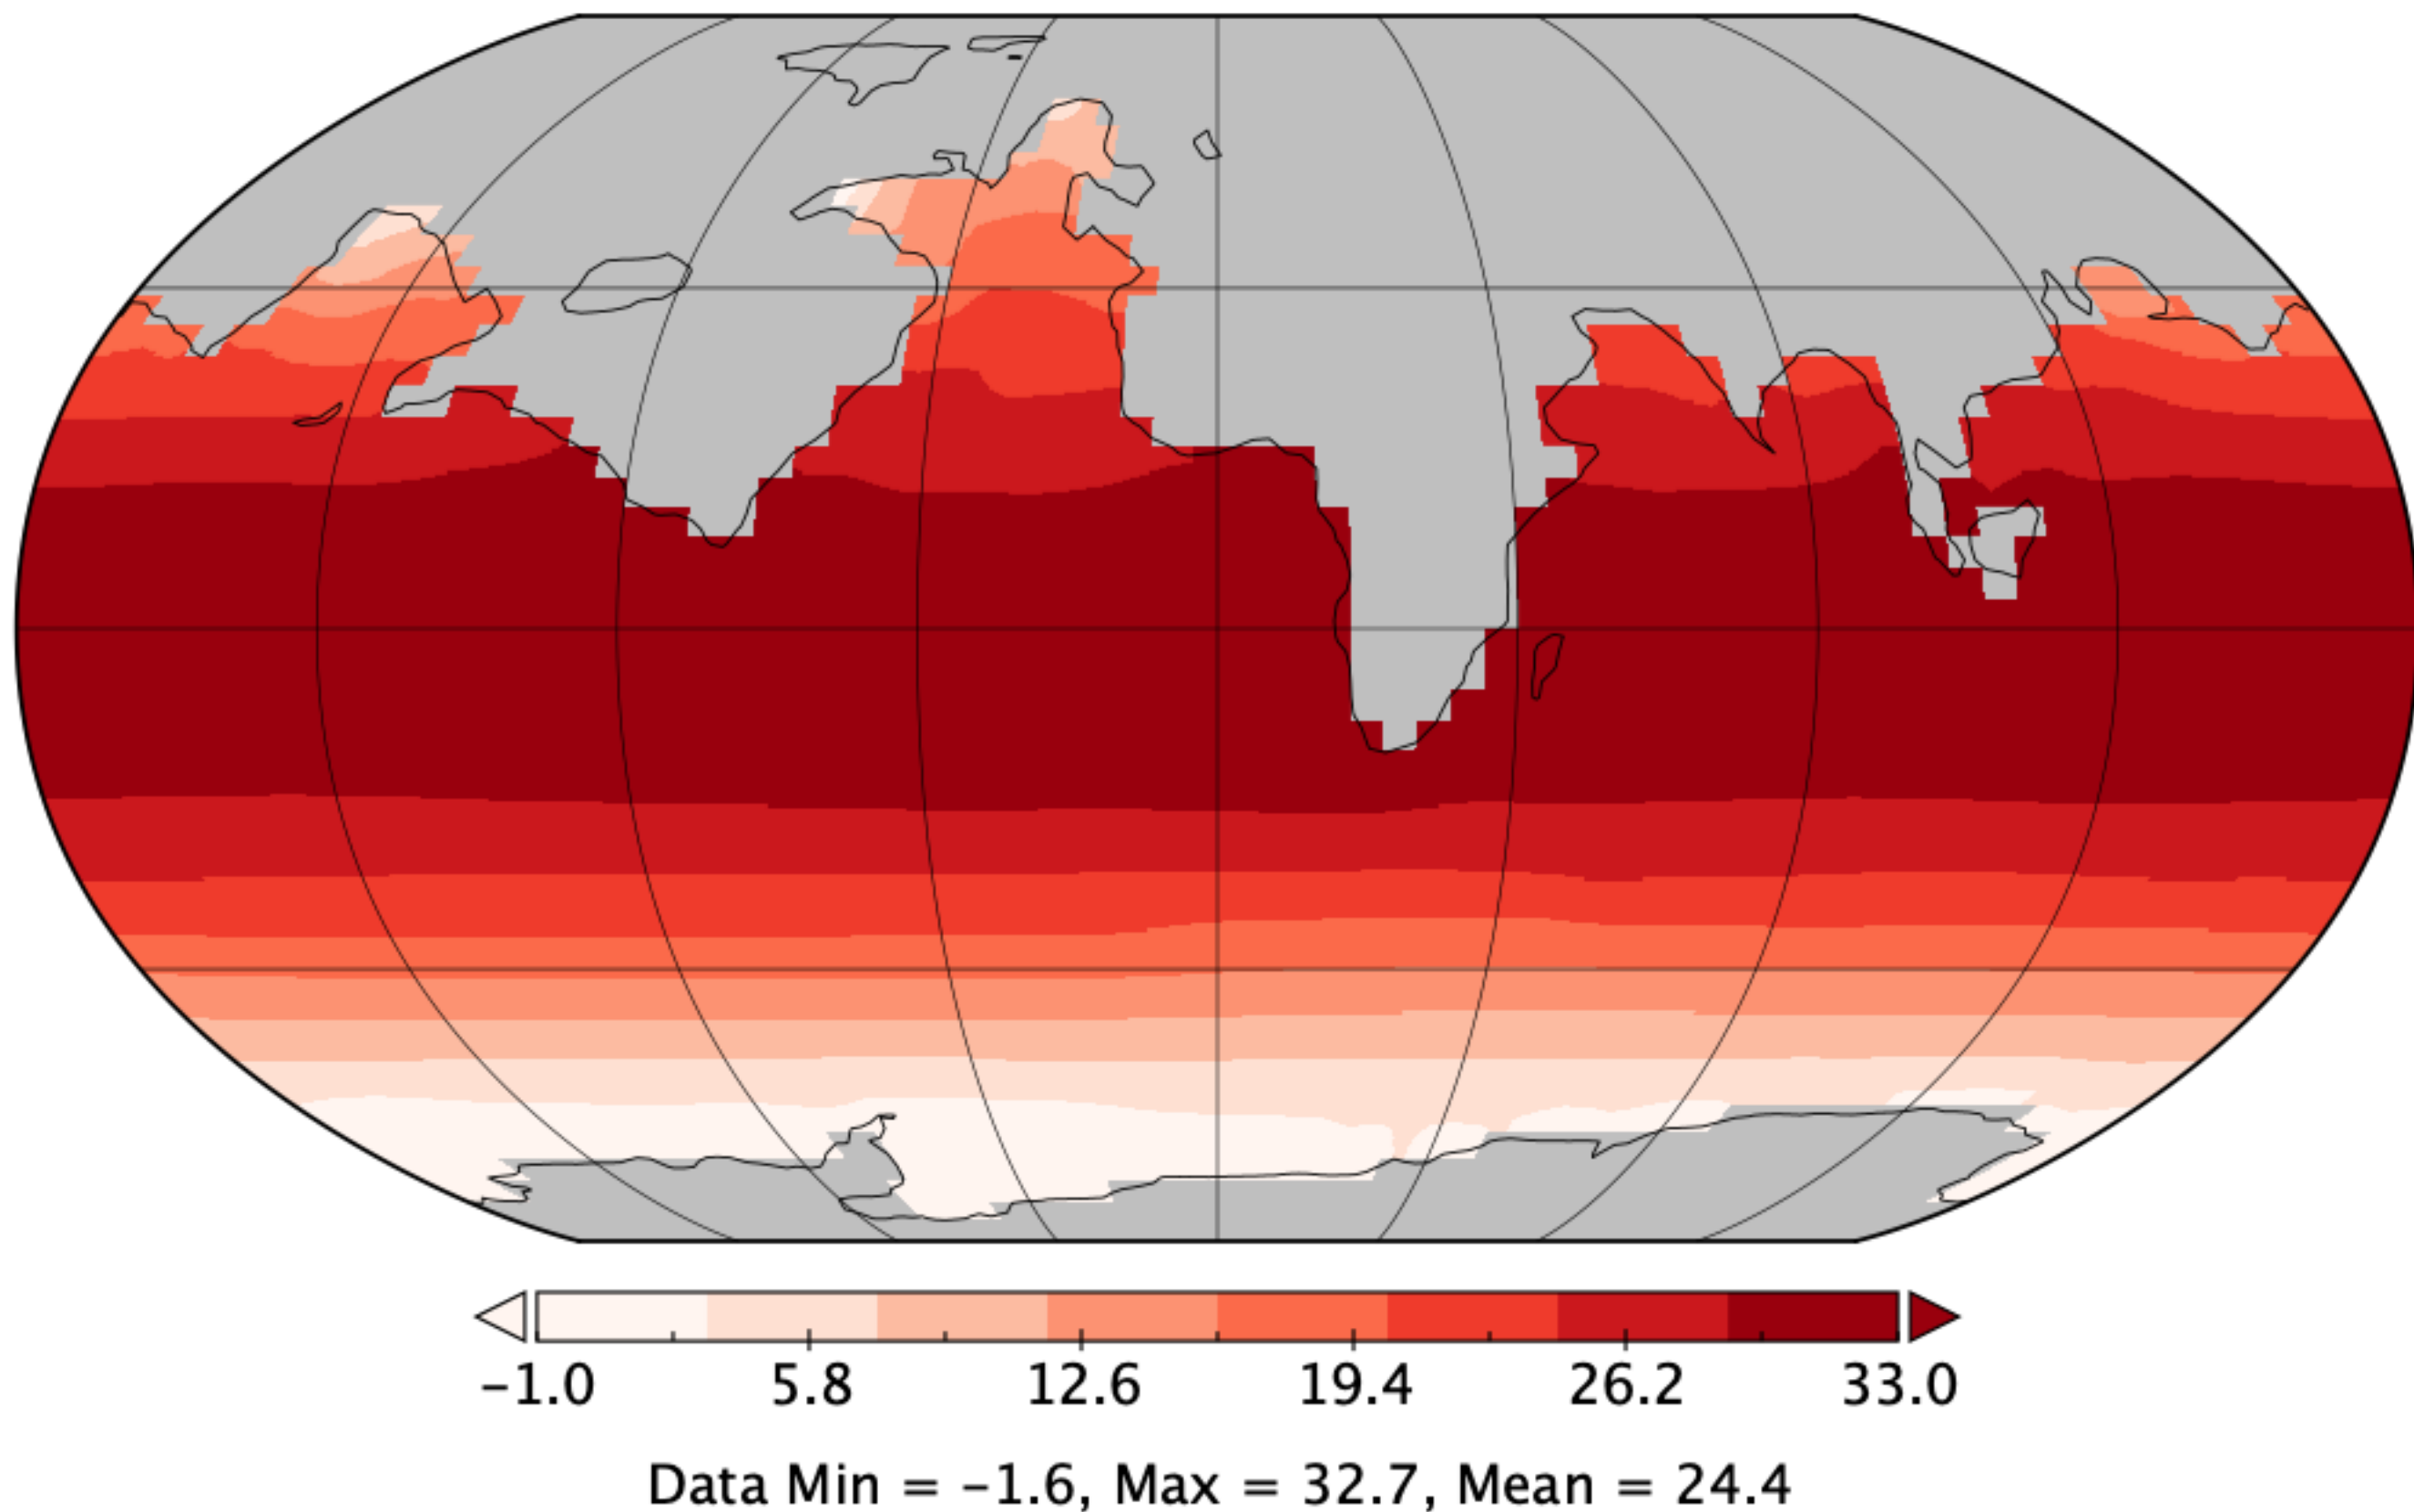 −1.0 5.8 12.6 19.4 26.2 33.0
Data Min = −1.6, Max = 32.7, Mean = 24.4